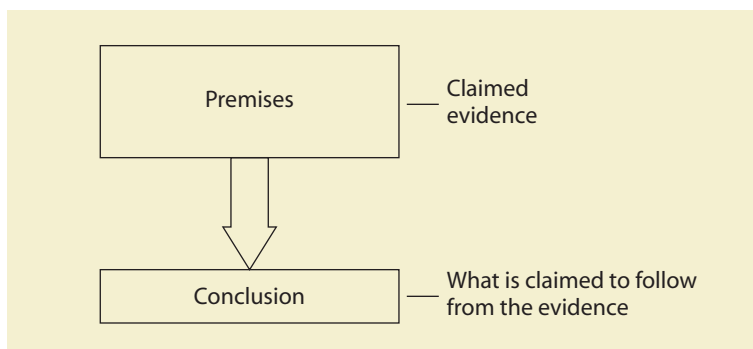 Premises
Claimed
evidence
Conclusion
What is claimed to follow
from the evidence